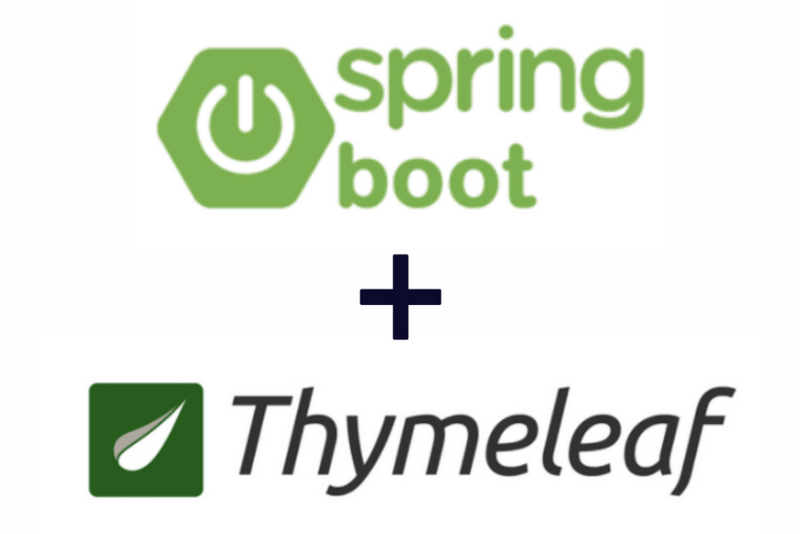 spring
boot
+
Thymeleaf